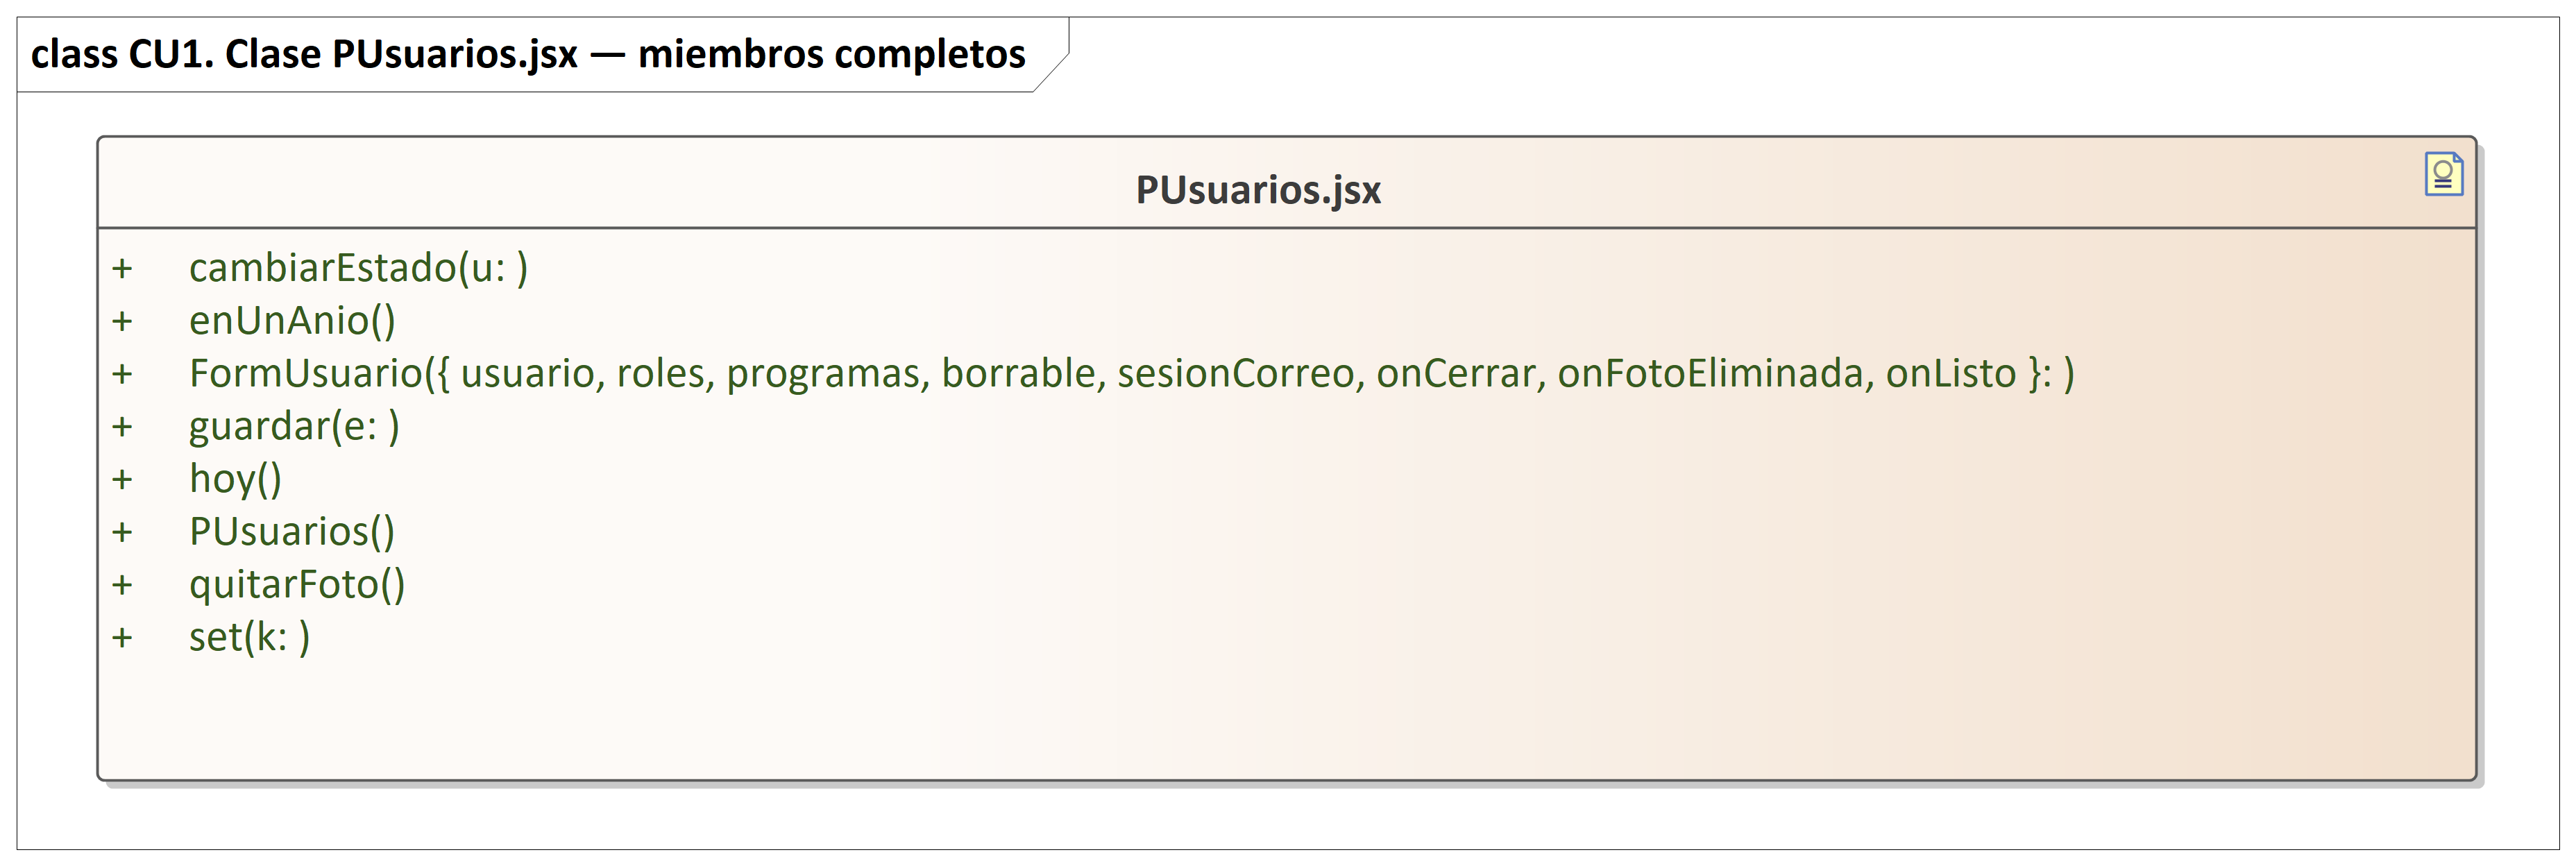 class CU1. Clase PUsuarios.jsx — miembros completos
PUsuarios.jsx
+ cambiarEstado(u: )
+ enUnAnio()
+ FormUsuario({ usuario, roles, programas, borrable, sesionCorreo, onCerrar, onFotoEliminada, onListo }: )
+ guardar(e: )
+ hoy()
+ PUsuarios()
+ quitarFoto()
+ set(k: )